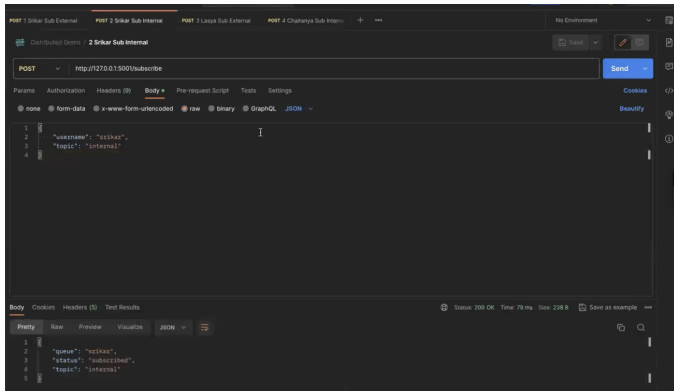 POST 1 Srikar Sub External
POST 2 Srikar Sub Internal
POST 3 Lasya Sub External
POST 4 Chaitanya Sub Intern
No Environment
Distributed Demo / 2 Srikar Sub Internal
Save
POST
http://127.0.0.1:5001/subscribe
Send
Params Authorization Headers (9) Body Pre-request Script Tests Settings
Cookies
none form-data x-www-form-urlencoded raw binary GraphQL JSON
Beautify
1 {
2 "username": "srikar",
3 "topic": "internal"
4 }
Body Cookies Headers (5) Test Results
Status: 200 OK Time: 79 ms Size: 238 B Save as example
Pretty Raw Preview Visualize JSON
1 {
2 "queue": "srikar",
3 "status": "subscribed",
4 "topic": "internal"
5 }